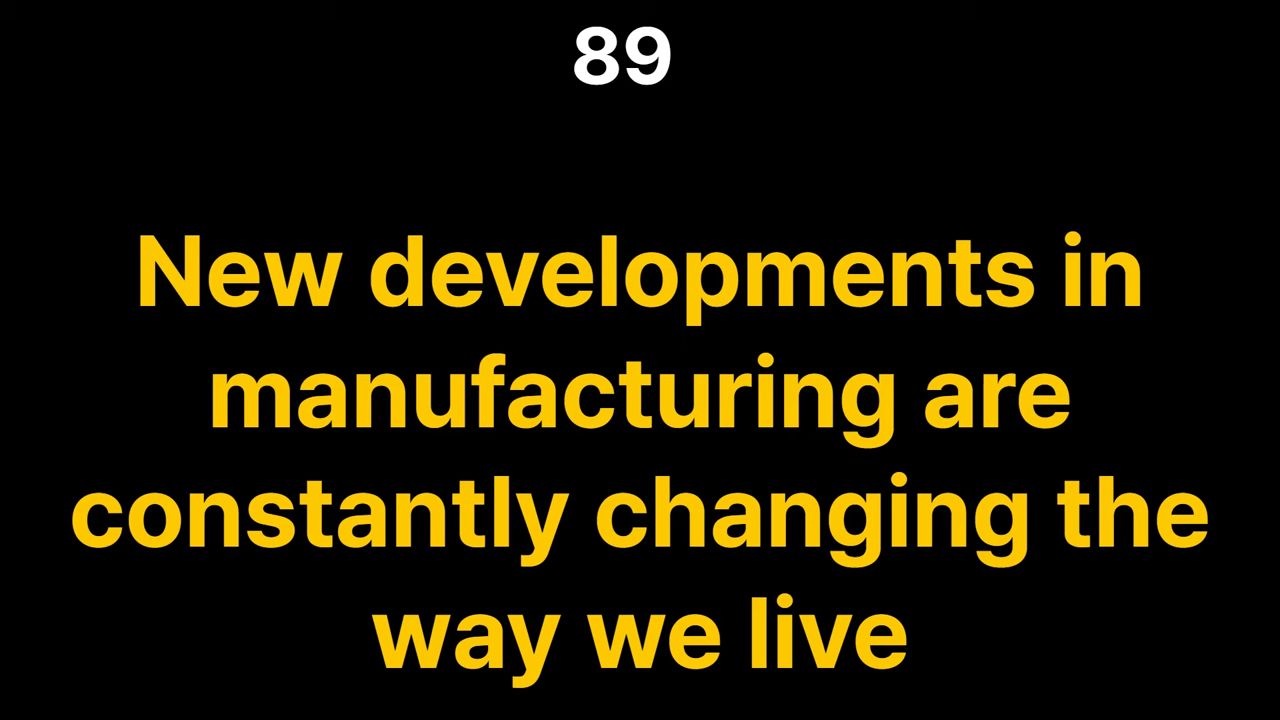 89
New developments in
manufacturing are
constantly changing the
way we live